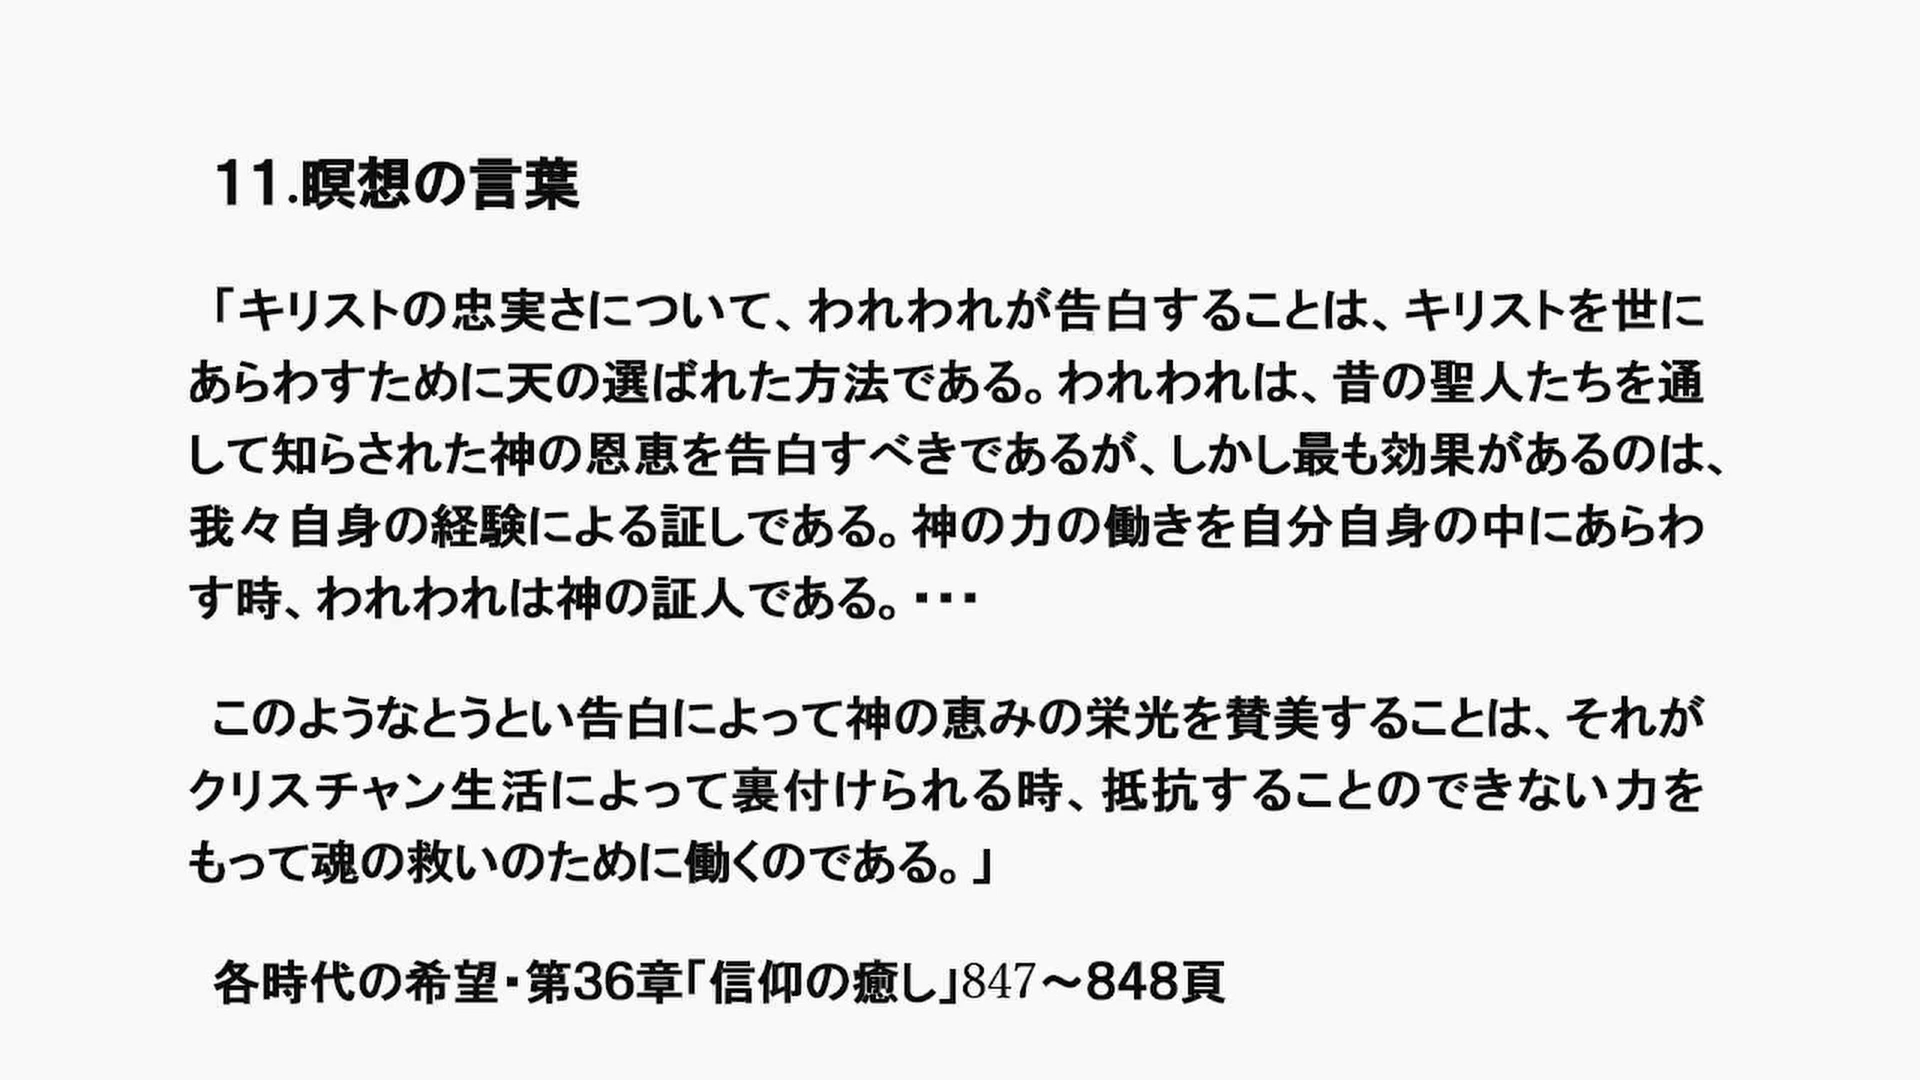 11.瞑想の言葉
「キリストの忠実さについて、われわれが告白することは、キリストを世に
あらわすために天の選ばれた方法である。われわれは、昔の聖人たちを通
して知らされた神の恩恵を告白すべきであるが、しかし最も効果があるのは、
我々自身の経験による証しである。神の力の働きを自分自身の中にあらわ
す時、われわれは神の証人である。・・・
このようなとうとい告白によって神の恵みの栄光を賛美することは、それが
クリスチャン生活によって裏付けられる時、抵抗することのできない力を
もって魂の救いのために働くのである。」
各時代の希望・第36章「信仰の癒し」847～848頁